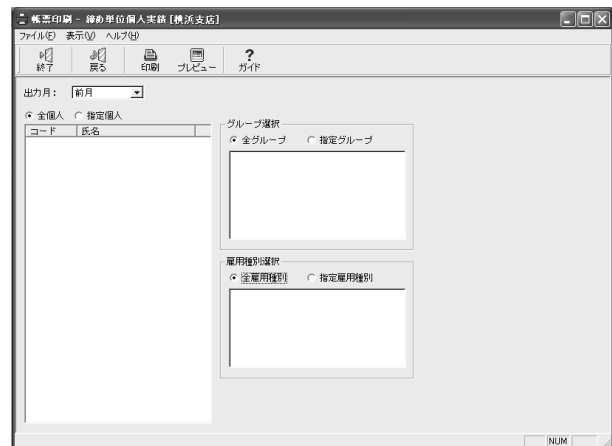 帳票印刷 - 締め単位個人実績 [横浜支店]
ファイル(F) 表示(V) ヘルプ(H)
終了 戻る 印刷 プレビュー ガイド
出力月: 前月
全個人 指定個人
コード 氏名
グループ選択
全グループ 指定グループ
雇用種別選択
全雇用種別 指定雇用種別
NUM